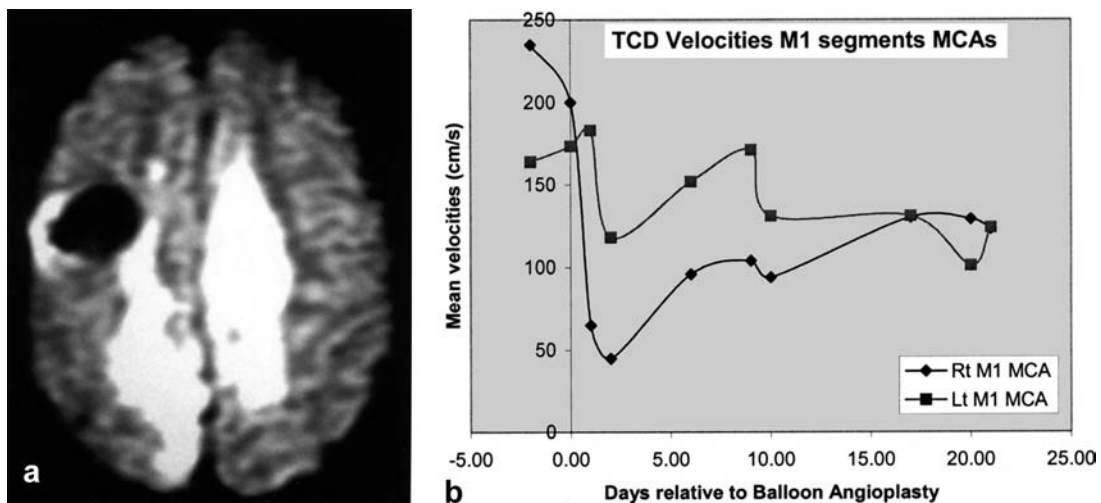 a
TCD Velocities M1 segments MCAs
Mean velocities (cm/s)
250
200
150
100
50
0
-5.00 0.00 5.00 10.00 15.00 20.00 25.00
Days relative to Balloon Angioplasty
Rt M1 MCA
Lt M1 MCA
b